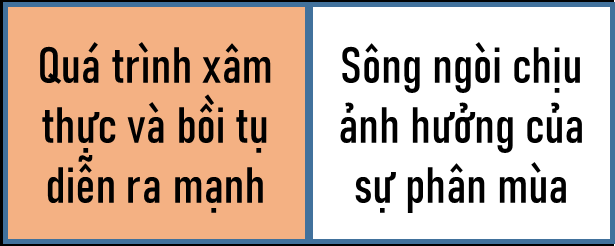 Quá trình xâm
thực và bồi tụ
diễn ra mạnh
Sông ngòi chịu
ảnh hưởng của
sự phân mùa